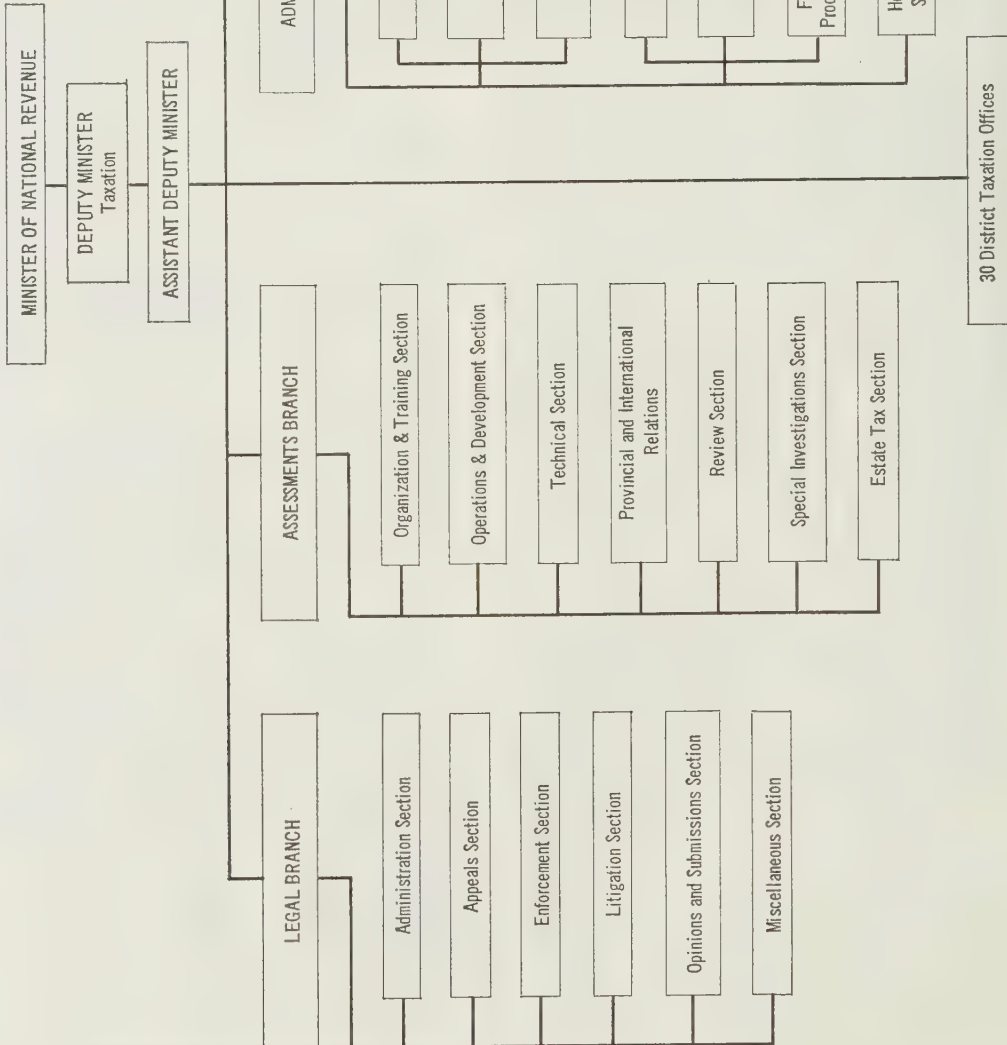 MINISTER OF NATIONAL REVENUE
DEPUTY MINISTER
Taxation
ASSISTANT DEPUTY MINISTER
LEGAL BRANCH
Administration Section
Appeals Section
Enforcement Section
Litigation Section
Opinions and Submissions Section
Miscellaneous Section
ASSESSMENTS BRANCH
Organization & Training Section
Operations & Development Section
Technical Section
Provincial and International
Relations
Review Section
Special Investigations Section
Estate Tax Section
30 District Taxation Offices